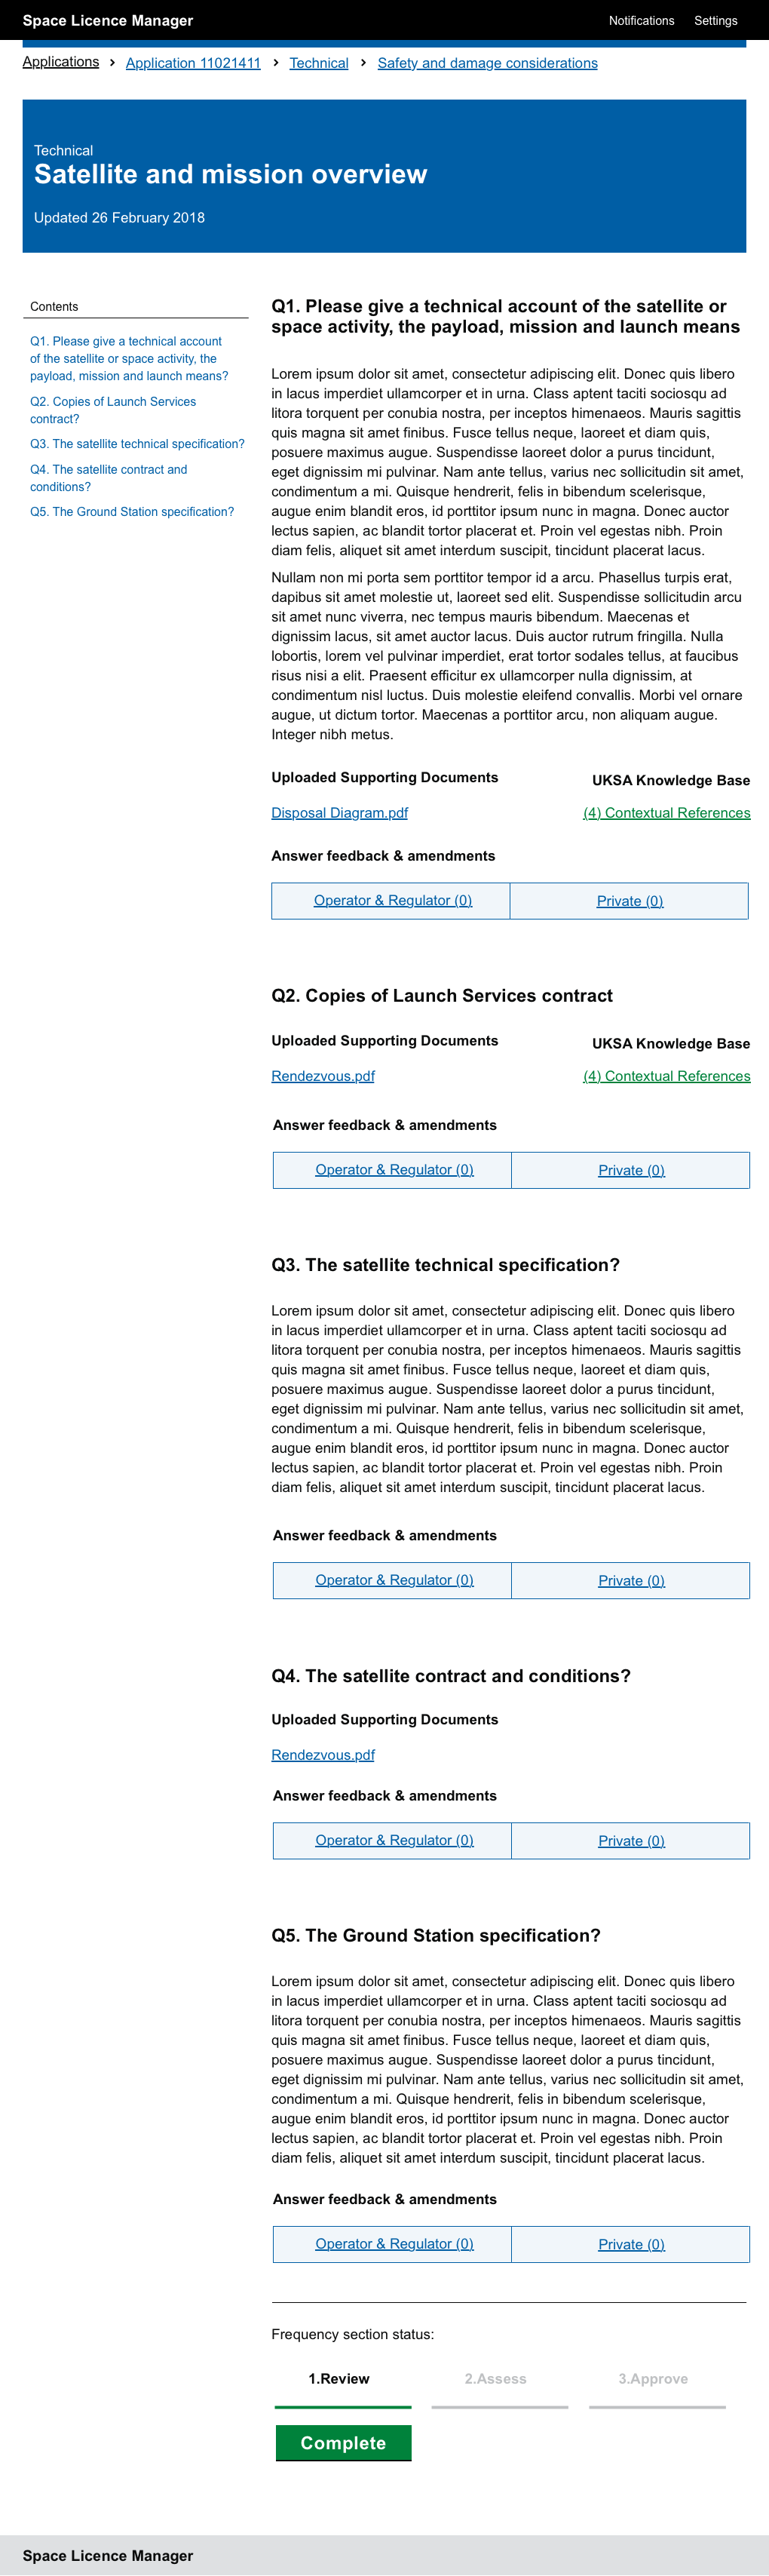 Space Licence Manager
Notifications
Settings
Applications > Application 11021411 > Technical > Safety and damage considerations
Technical
Satellite and mission overview
Updated 26 February 2018
Contents
Q1. Please give a technical account
of the satellite or space activity, the
payload, mission and launch means?
Q2. Copies of Launch Services
contract?
Q3. The satellite technical specification?
Q4. The satellite contract and
conditions?
Q5. The Ground Station specification?
Q1. Please give a technical account of the satellite or
space activity, the payload, mission and launch means
Lorem ipsum dolor sit amet, consectetur adipiscing elit. Donec quis libero
in lacus imperdiet ullamcorper et in urna. Class aptent taciti sociosqu ad
litora torquent per conubia nostra, per inceptos himenaeos. Mauris sagittis
quis magna sit amet finibus. Fusce tellus neque, laoreet et diam quis,
posuere maximus augue. Suspendisse laoreet dolor a purus tincidunt,
eget dignissim mi pulvinar. Nam ante tellus, varius nec sollicitudin sit amet,
condimentum a mi. Quisque hendrerit, felis in bibendum scelerisque,
augue enim blandit eros, id porttitor ipsum nunc in magna. Donec auctor
lectus sapien, ac blandit tortor placerat et. Proin vel egestas nibh. Proin
diam felis, aliquet sit amet interdum suscipit, tincidunt placerat lacus.
Nullam non mi porta sem porttitor tempor id a arcu. Phasellus turpis erat,
dapibus sit amet molestie ut, laoreet sed elit. Suspendisse sollicitudin arcu
sit amet nunc viverra, nec tempus mauris bibendum. Maecenas et
dignissim lacus, sit amet auctor lacus. Duis auctor rutrum fringilla. Nulla
lobortis, lorem vel pulvinar imperdiet, erat tortor sodales tellus, at faucibus
risus nisi a elit. Praesent efficitur ex ullamcorper nulla dignissim, at
condimentum nisl luctus. Duis molestie eleifend convallis. Morbi vel ornare
augue, ut dictum tortor. Maecenas a porttitor arcu, non aliquam augue.
Integer nibh metus.
Uploaded Supporting Documents
UKSA Knowledge Base
Disposal Diagram.pdf
(4) Contextual References
Answer feedback & amendments
Operator & Regulator (0)
Private (0)
Q2. Copies of Launch Services contract
Uploaded Supporting Documents
UKSA Knowledge Base
Rendezvous.pdf
(4) Contextual References
Answer feedback & amendments
Operator & Regulator (0)
Private (0)
Q3. The satellite technical specification?
Lorem ipsum dolor sit amet, consectetur adipiscing elit. Donec quis libero
in lacus imperdiet ullamcorper et in urna. Class aptent taciti sociosqu ad
litora torquent per conubia nostra, per inceptos himenaeos. Mauris sagittis
quis magna sit amet finibus. Fusce tellus neque, laoreet et diam quis,
posuere maximus augue. Suspendisse laoreet dolor a purus tincidunt,
eget dignissim mi pulvinar. Nam ante tellus, varius nec sollicitudin sit amet,
condimentum a mi. Quisque hendrerit, felis in bibendum scelerisque,
augue enim blandit eros, id porttitor ipsum nunc in magna. Donec auctor
lectus sapien, ac blandit tortor placerat et. Proin vel egestas nibh. Proin
diam felis, aliquet sit amet interdum suscipit, tincidunt placerat lacus.
Answer feedback & amendments
Operator & Regulator (0)
Private (0)
Q4. The satellite contract and conditions?
Uploaded Supporting Documents
Rendezvous.pdf
Answer feedback & amendments
Operator & Regulator (0)
Private (0)
Q5. The Ground Station specification?
Lorem ipsum dolor sit amet, consectetur adipiscing elit. Donec quis libero
in lacus imperdiet ullamcorper et in urna. Class aptent taciti sociosqu ad
litora torquent per conubia nostra, per inceptos himenaeos. Mauris sagittis
quis magna sit amet finibus. Fusce tellus neque, laoreet et diam quis,
posuere maximus augue. Suspendisse laoreet dolor a purus tincidunt,
eget dignissim mi pulvinar. Nam ante tellus, varius nec sollicitudin sit amet,
condimentum a mi. Quisque hendrerit, felis in bibendum scelerisque,
augue enim blandit eros, id porttitor ipsum nunc in magna. Donec auctor
lectus sapien, ac blandit tortor placerat et. Proin vel egestas nibh. Proin
diam felis, aliquet sit amet interdum suscipit, tincidunt placerat lacus.
Answer feedback & amendments
Operator & Regulator (0)
Private (0)
Frequency section status:
1.Review
2.Assess
3.Approve
Complete
Space Licence Manager